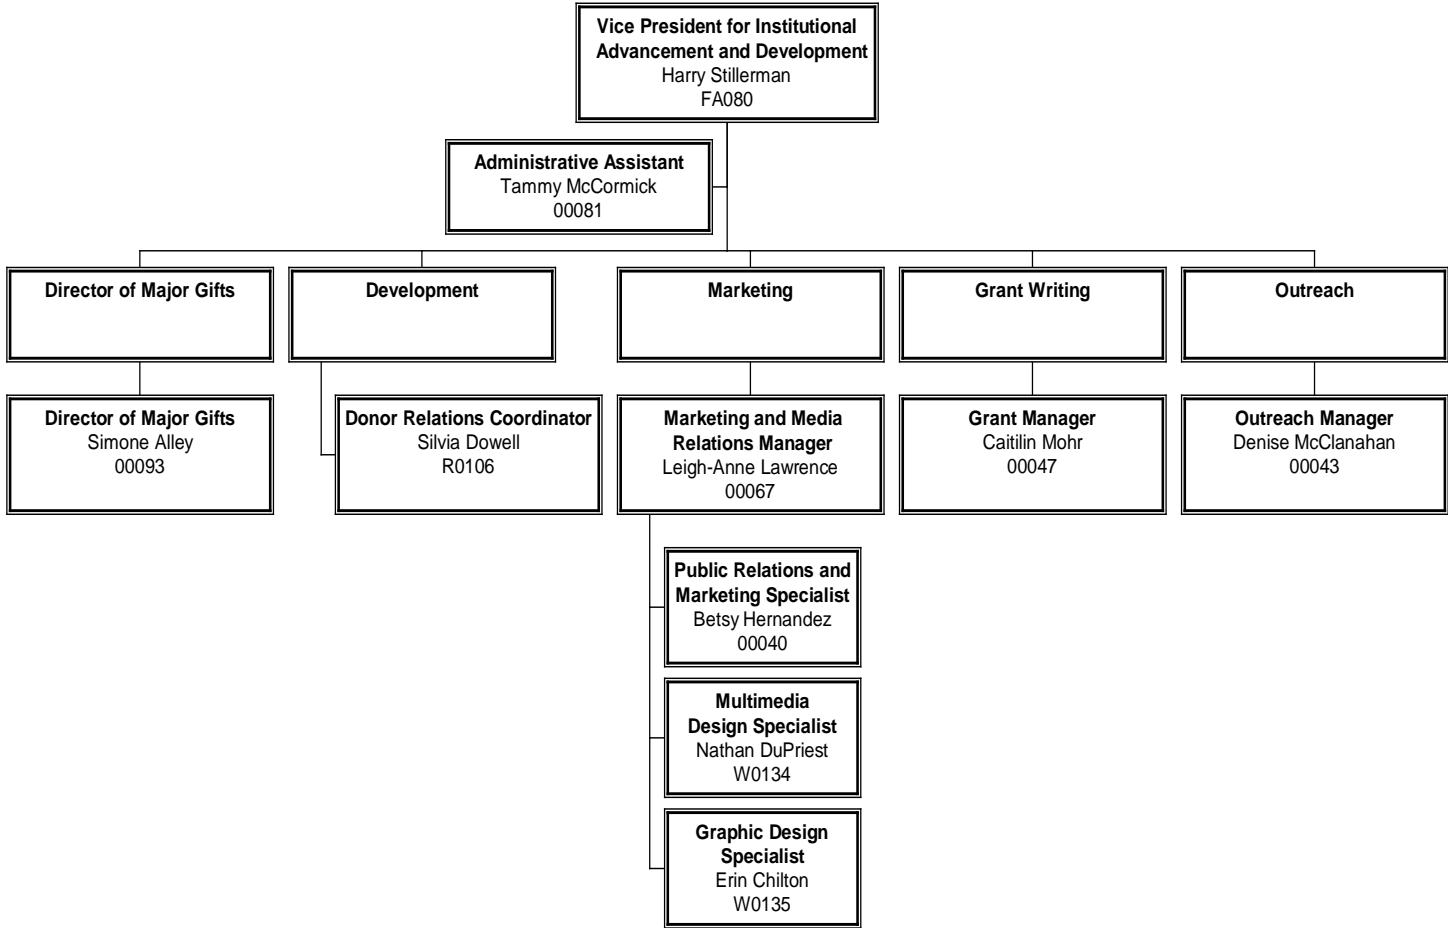 Vice President for Institutional
Advancement and Development
Harry Stillerman
FA080
Administrative Assistant
Tammy McCormick
00081
Director of Major Gifts
Development
Marketing
Grant Writing
Outreach
Director of Major Gifts
Simone Alley
00093
Donor Relations Coordinator
Silvia Dowell
R0106
Marketing and Media
Relations Manager
Leigh-Anne Lawrence
00067
Grant Manager
Caitilin Mohr
00047
Outreach Manager
Denise McClanahan
00043
Public Relations and
Marketing Specialist
Betsy Hernandez
00040
Multimedia
Design Specialist
Nathan DuPriest
W0134
Graphic Design
Specialist
Erin Chilton
W0135